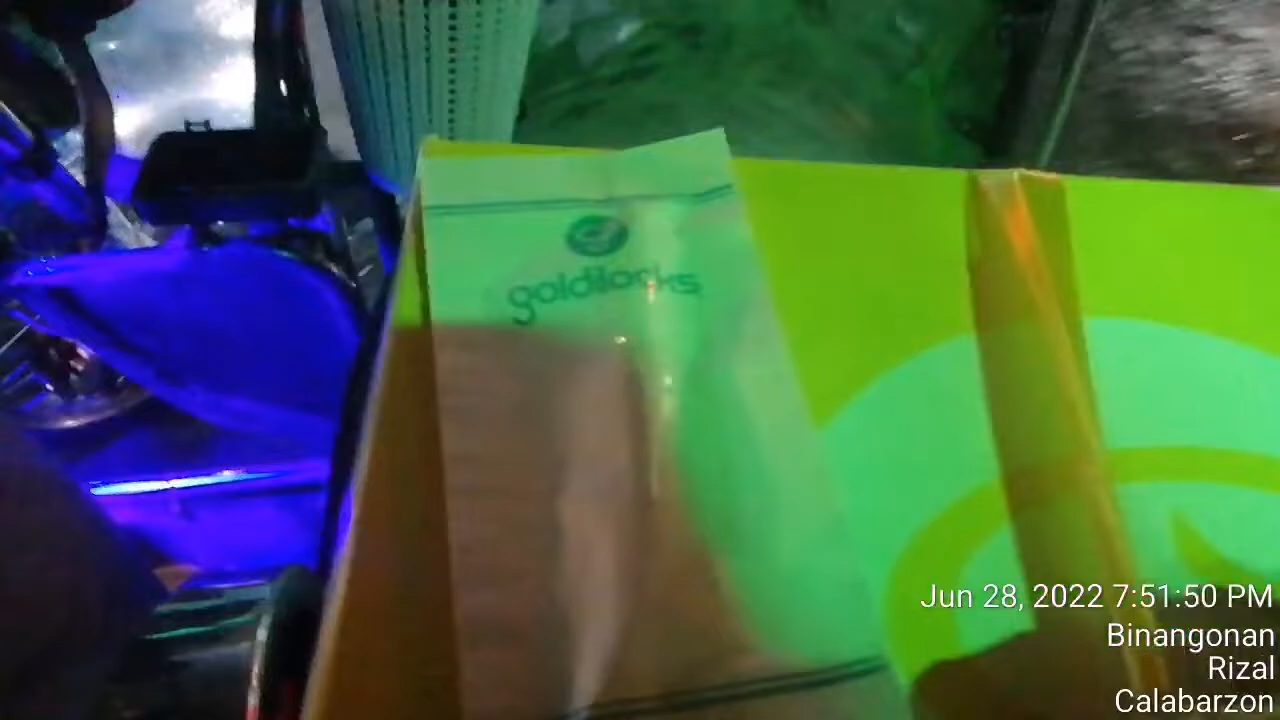 goldilocks
Jun 28, 2022 7:51:50 PM
Binangonan
Rizal
Calabarzon